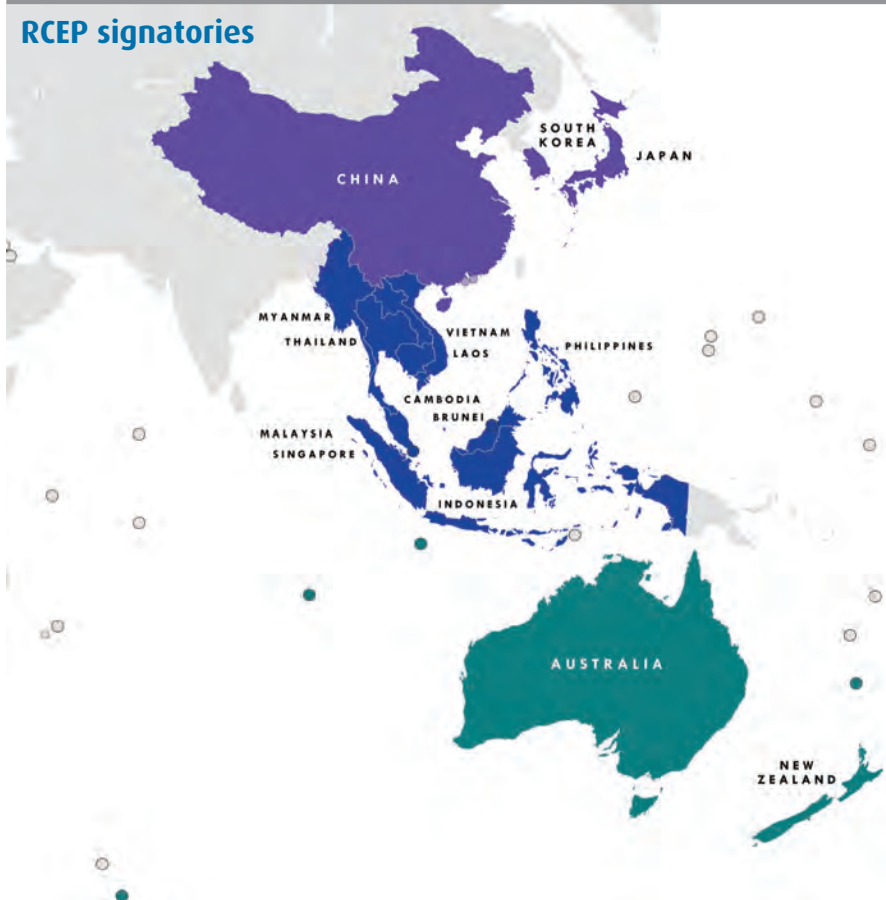 RCEP signatories
SOUTH
KOREA
JAPAN
CHINA
MYANMAR
THAILAND
VIETNAM
LAOS
PHILIPPINES
CAMBODIA
BRUNEI
MALAYSIA
SINGAPORE
INDONESIA
AUSTRALIA
NEW
ZEALAND